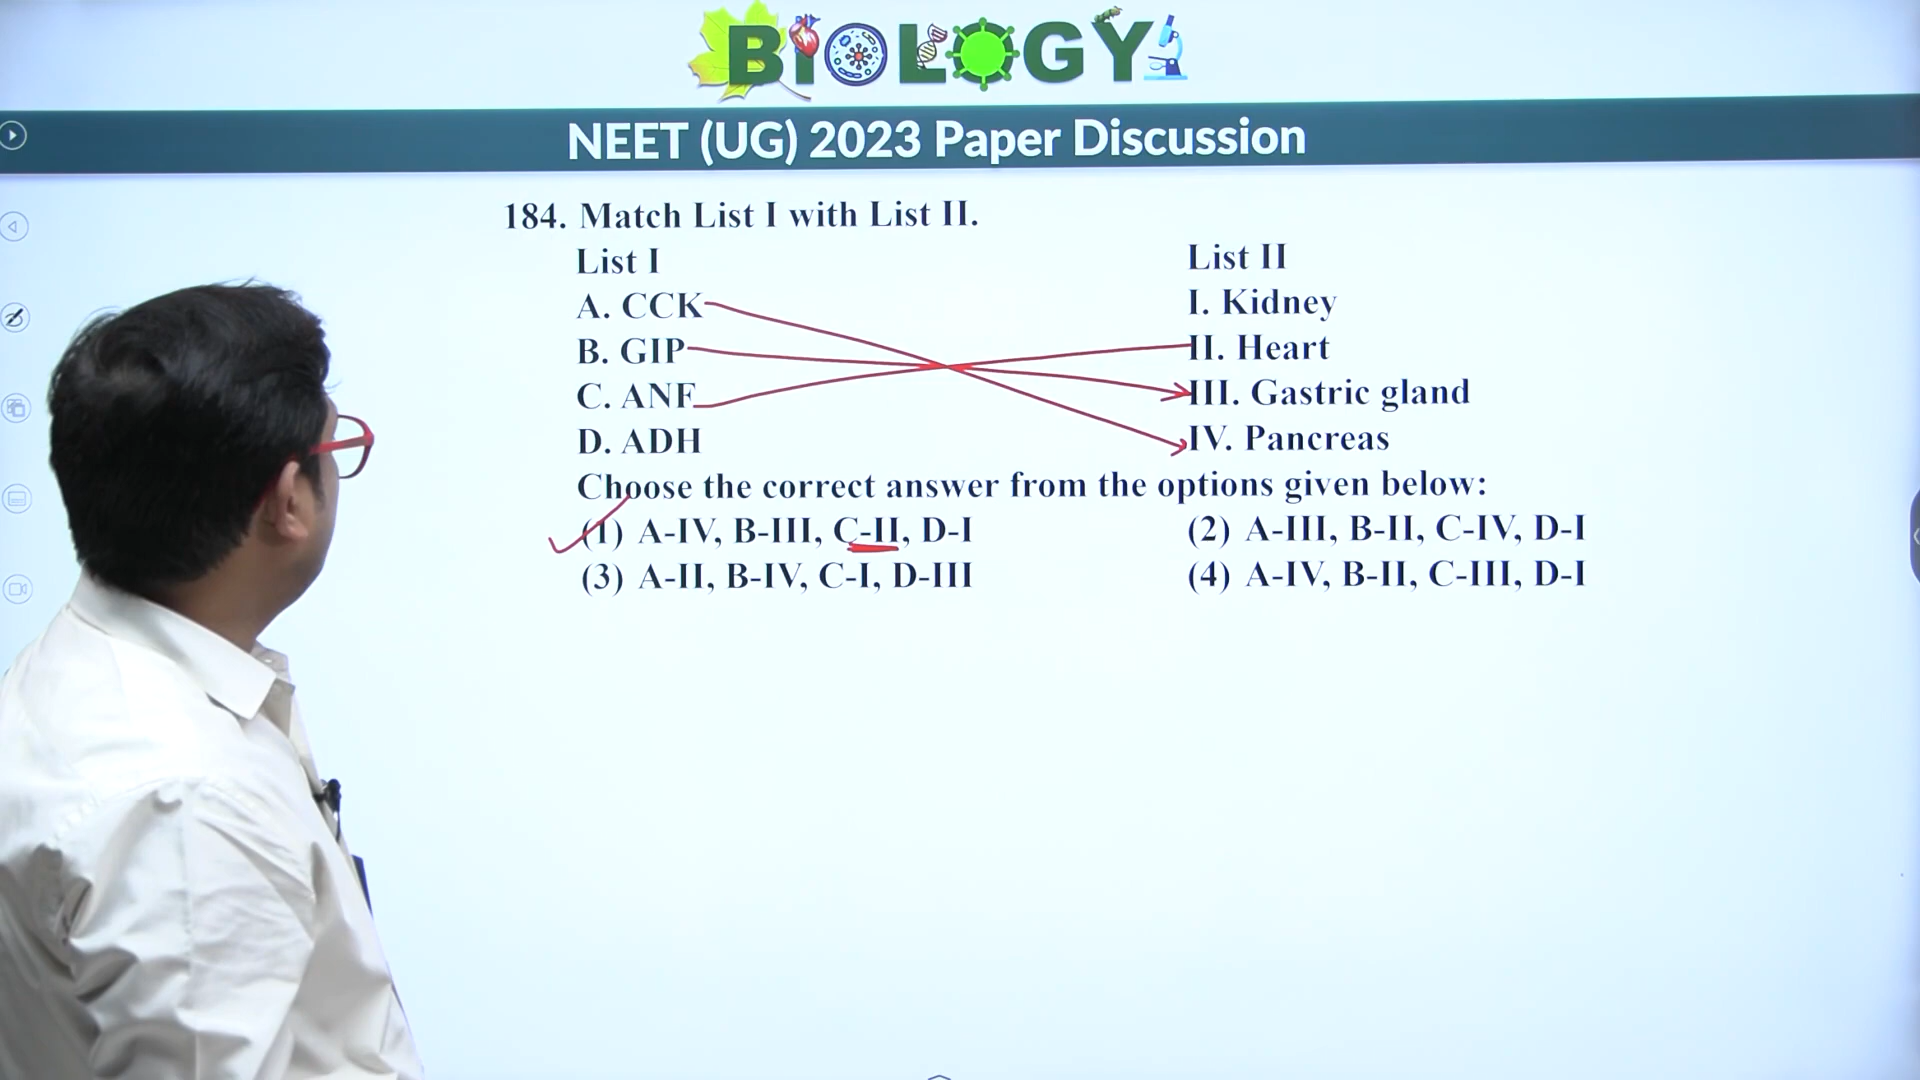 BIOLOGY
NEET (UG) 2023 Paper Discussion
184. Match List I with List II.
List I List II
A. CCK I. Kidney
B. GIP II. Heart
C. ANF III. Gastric gland
D. ADH IV. Pancreas
Choose the correct answer from the options given below:
(1) A-IV, B-III, C-II, D-I (2) A-III, B-II, C-IV, D-I
(3) A-II, B-IV, C-I, D-III (4) A-IV, B-II, C-III, D-I